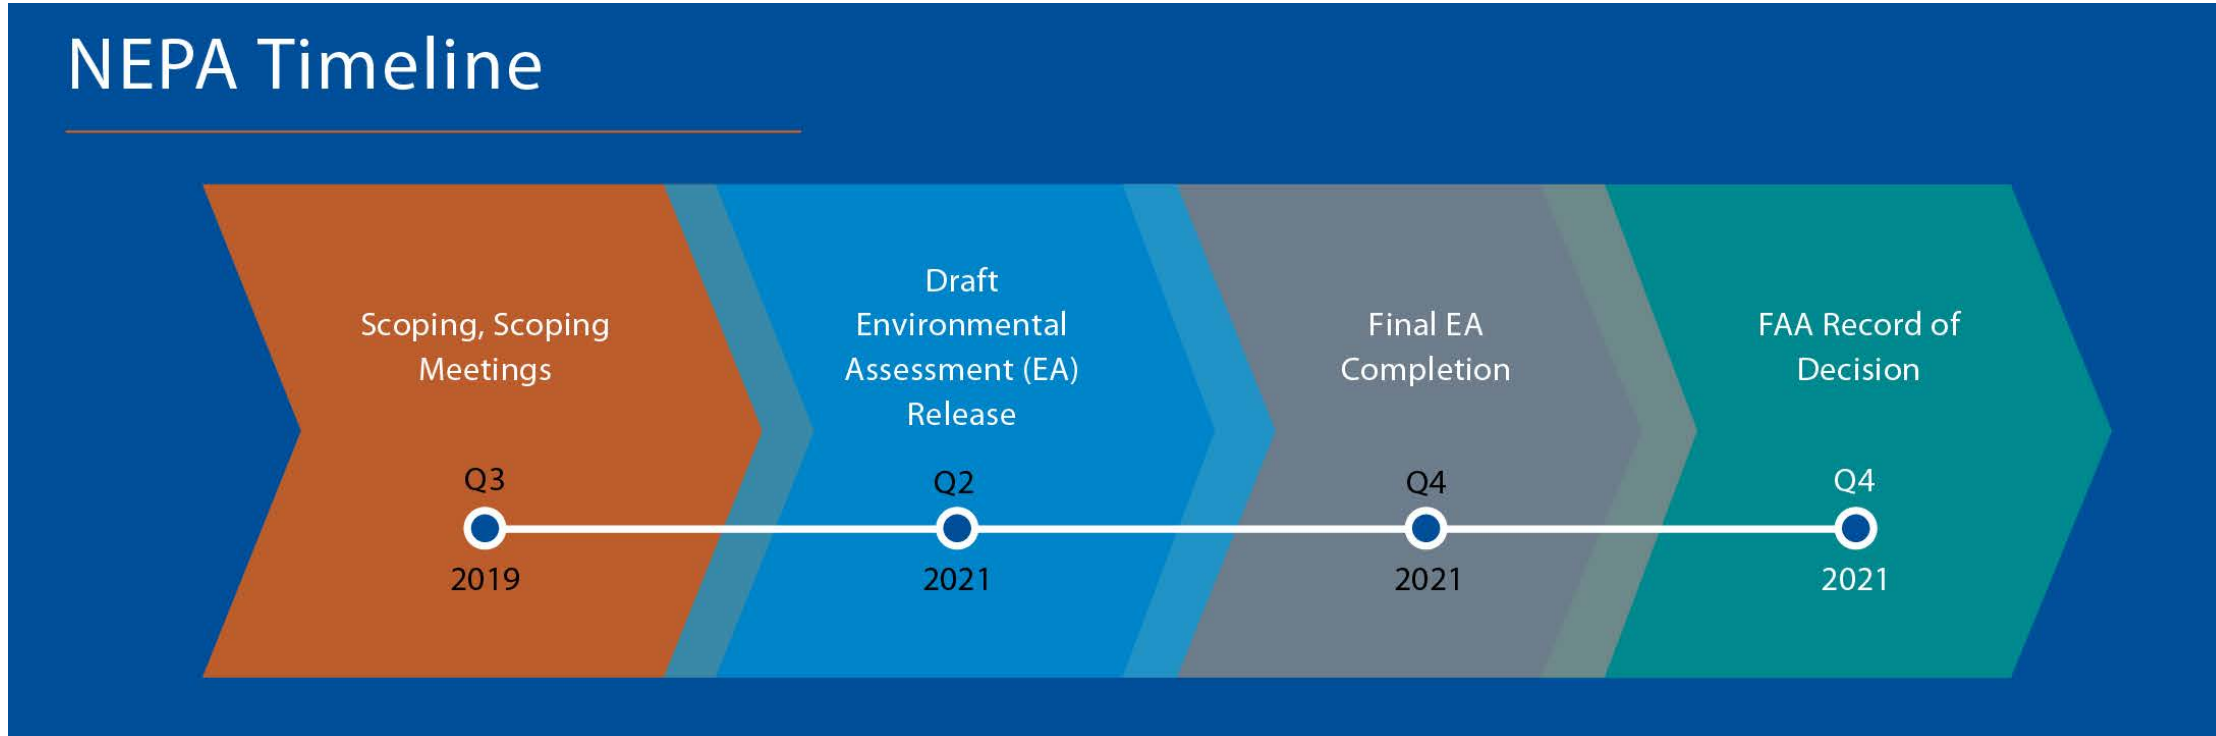 NEPA Timeline
Scoping, Scoping
Meetings
Q3
2019
Draft
Environmental
Assessment (EA)
Release
Q2
2021
Final EA
Completion
Q4
2021
FAA Record of
Decision
Q4
2021